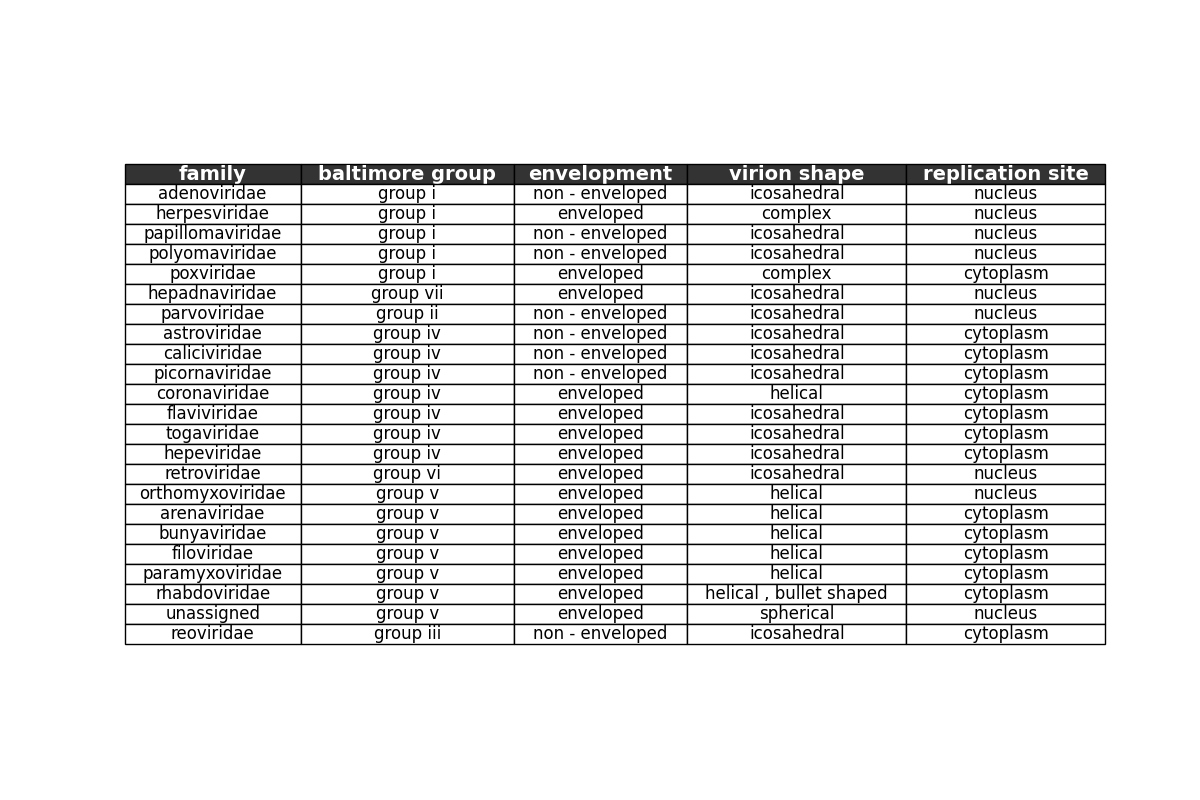 family baltimore group envelopment virion shape replication site
adenoviridae group i non - enveloped icosahedral nucleus
herpesviridae group i enveloped complex nucleus
papillomaviridae group i non - enveloped icosahedral nucleus
polyomaviridae group i non - enveloped icosahedral nucleus
poxviridae group i enveloped complex cytoplasm
hepadnaviridae group vii enveloped icosahedral nucleus
parvoviridae group ii non - enveloped icosahedral nucleus
astroviridae group iv non - enveloped icosahedral cytoplasm
caliciviridae group iv non - enveloped icosahedral cytoplasm
picornaviridae group iv non - enveloped icosahedral cytoplasm
coronaviridae group iv enveloped helical cytoplasm
flaviviridae group iv enveloped icosahedral cytoplasm
togaviridae group iv enveloped icosahedral cytoplasm
hepeviridae group iv enveloped icosahedral cytoplasm
retroviridae group vi enveloped icosahedral nucleus
orthomyxoviridae group v enveloped helical nucleus
arenaviridae group v enveloped helical cytoplasm
bunyaviridae group v enveloped helical cytoplasm
filoviridae group v enveloped helical cytoplasm
paramyxoviridae group v enveloped helical cytoplasm
rhabdoviridae group v enveloped helical , bullet shaped cytoplasm
unassigned group v enveloped spherical nucleus
reoviridae group iii non - enveloped icosahedral cytoplasm